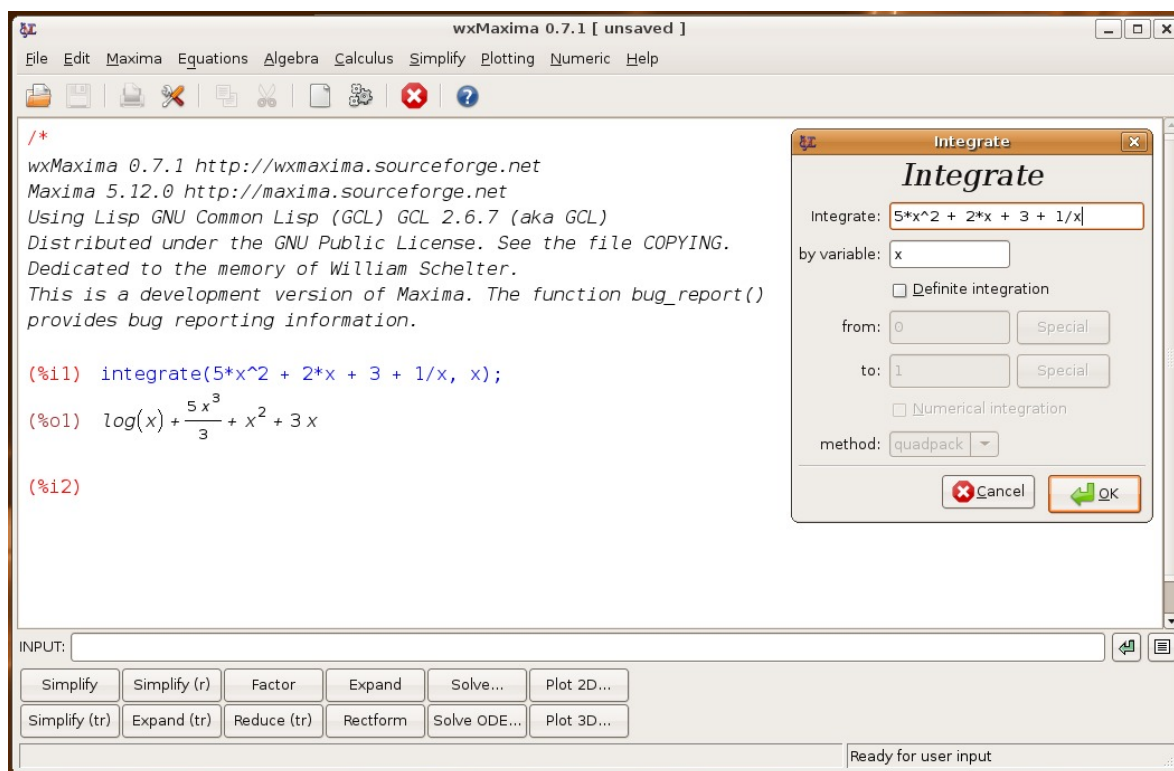 wxMaxima 0.7.1 [ unsaved ]
File Edit Maxima Equations Algebra Calculus Simplify Plotting Numeric Help
/*
wxMaxima 0.7.1 http://wxmaxima.sourceforge.net
Maxima 5.12.0 http://maxima.sourceforge.net
Using Lisp GNU Common Lisp (GCL) GCL 2.6.7 (aka GCL)
Distributed under the GNU Public License. See the file COPYING.
Dedicated to the memory of William Schelter.
This is a development version of Maxima. The function bug_report()
provides bug reporting information.
(%i1) integrate(5*x^2 + 2*x + 3 + 1/x, x);
(%o1) log(x) + 5 x³/3 + x² + 3 x
(%i2)
Integrate
Integrate
Integrate: 5*x^2 + 2*x + 3 + 1/x
by variable: x
Definite integration
from: 0 Special
to: 1 Special
Numerical integration
method: quadpack
Cancel OK
INPUT:
Simplify Simplify (r) Factor Expand Solve... Plot 2D...
Simplify (tr) Expand (tr) Reduce (tr) Rectform Solve ODE... Plot 3D...
Ready for user input